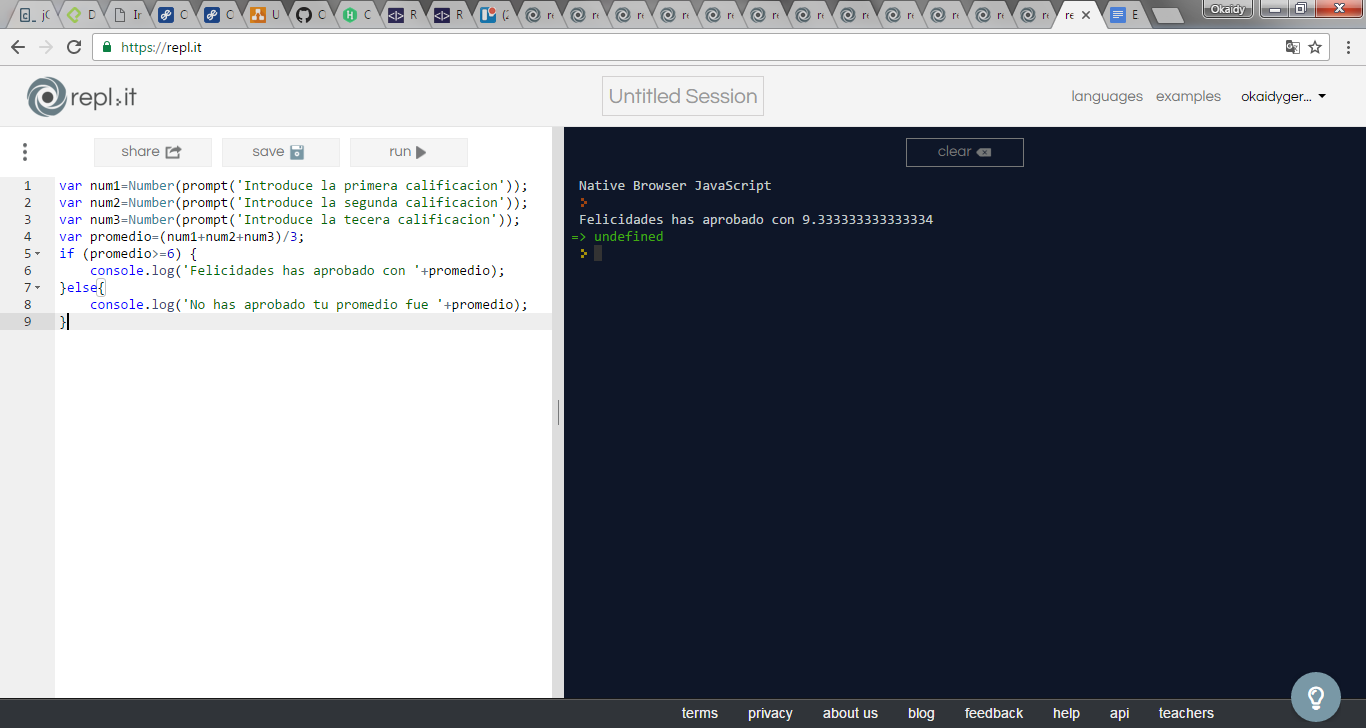 Okaidy
https://repl.it
repl.it
Untitled Session
languages examples okaidyger...
share save run
clear
1 var num1=Number(prompt('Introduce la primera calificacion'));
2 var num2=Number(prompt('Introduce la segunda calificacion'));
3 var num3=Number(prompt('Introduce la tecera calificacion'));
4 var promedio=(num1+num2+num3)/3;
5 if (promedio>=6) {
6 console.log('Felicidades has aprobado con '+promedio);
7 }else{
8 console.log('No has aprobado tu promedio fue '+promedio);
9 }
Native Browser JavaScript
Felicidades has aprobado con 9.333333333333334
=> undefined
terms privacy about us blog feedback help api teachers